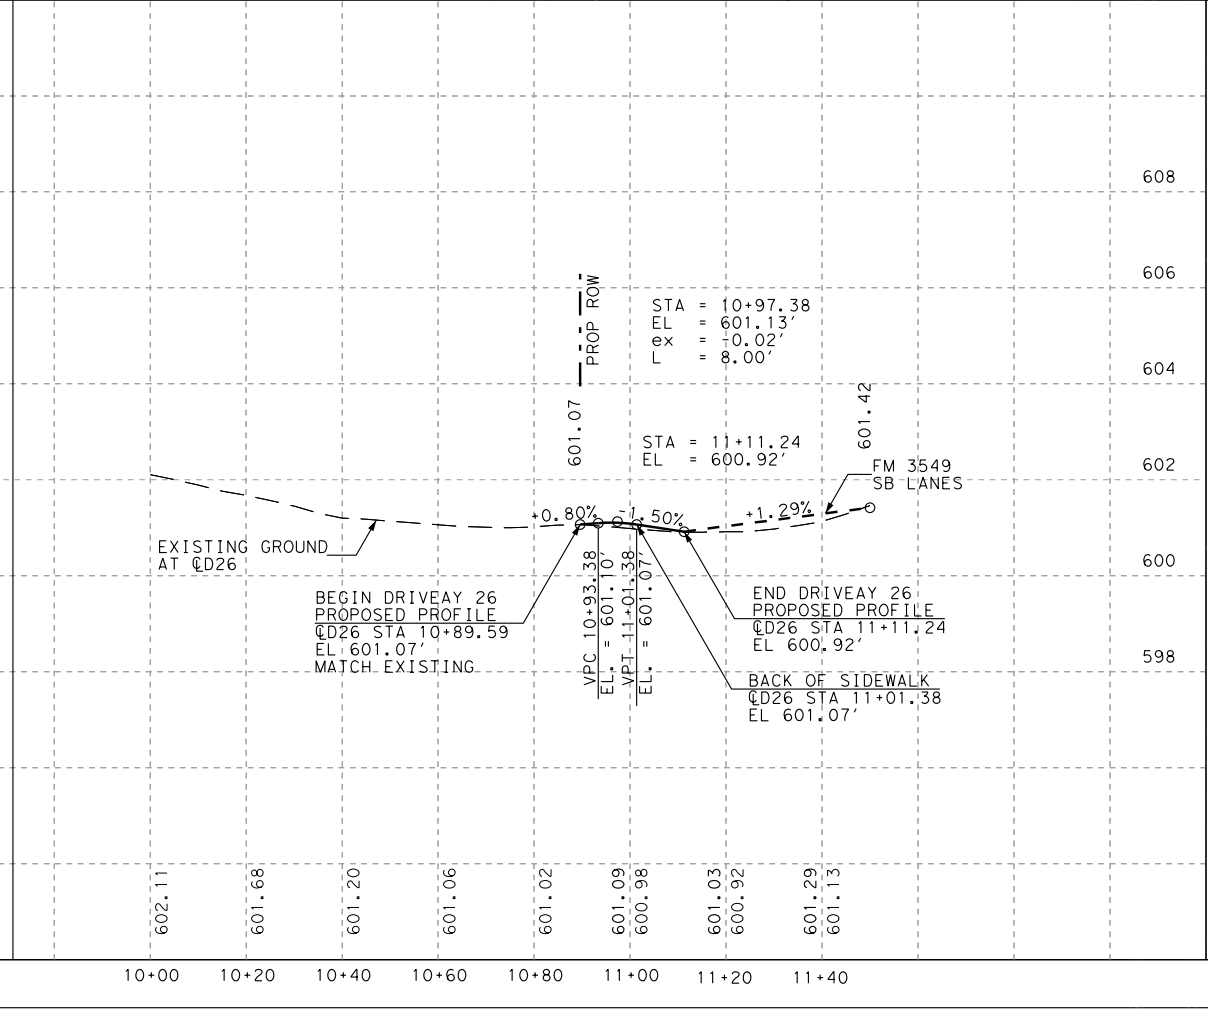 608
606
604
602
600
598
PROP ROW
STA = 10+97.38
EL = 601.13′
ex = -0.02′
L = 8.00′
601.07
STA = 11+11.24
EL = 600.92′
601.42
FM 3549
SB LANES
+0.80%
-1.50%
+1.29%
EXISTING GROUND
AT ℄D26
BEGIN DRIVEAY 26
PROPOSED PROFILE
℄D26 STA 10+89.59
EL 601.07′
MATCH EXISTING
VPC 10+93.38
EL. = 601.10′
VPT 11+01.38
EL. = 601.07′
END DRIVEAY 26
PROPOSED PROFILE
℄D26 STA 11+11.24
EL 600.92′
BACK OF SIDEWALK
℄D26 STA 11+01.38
EL 601.07′
602.11
601.68
601.20
601.06
601.02
601.09
600.98
601.03
600.92
601.29
601.13
10+00 10+20 10+40 10+60 10+80 11+00 11+20 11+40